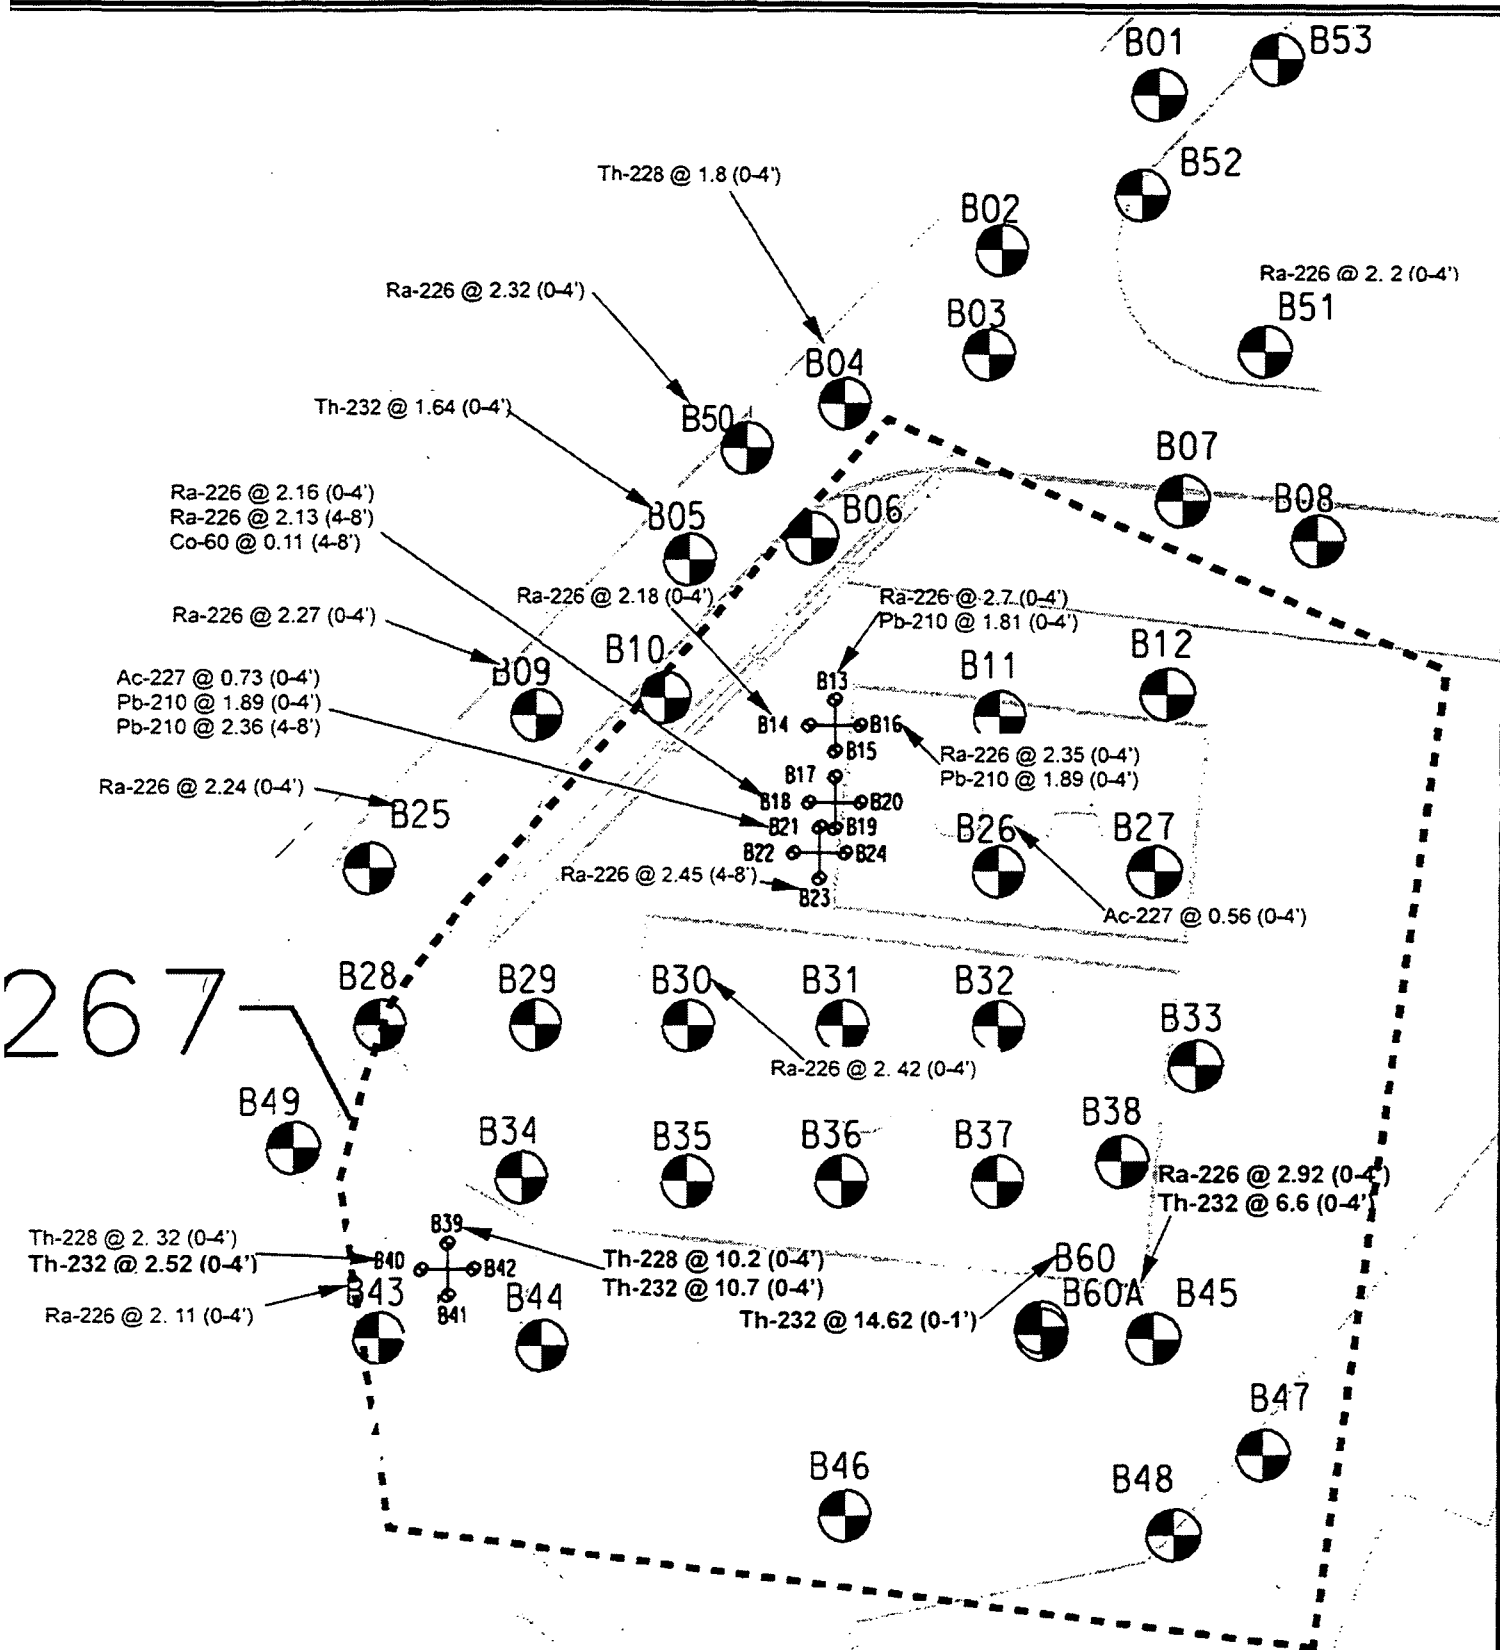 B01
B53
B52
Th-228 @ 1.8 (0-4')
B02
Ra-226 @ 2. 2 (0-4')
Ra-226 @ 2.32 (0-4')
B03
B51
B04
Th-232 @ 1.64 (0-4')
B50
B07
Ra-226 @ 2.16 (0-4')
Ra-226 @ 2.13 (4-8')
Co-60 @ 0.11 (4-8')
B05
B06
B08
Ra-226 @ 2.18 (0-4')
Ra-226 @ 2.7 (0-4')
Pb-210 @ 1.81 (0-4')
Ra-226 @ 2.27 (0-4')
B10
B09
B11
B12
Ac-227 @ 0.73 (0-4')
Pb-210 @ 1.89 (0-4')
Pb-210 @ 2.36 (4-8')
B13
B14
B16
B15
Ra-226 @ 2.35 (0-4')
Pb-210 @ 1.89 (0-4')
B17
Ra-226 @ 2.24 (0-4')
B18
B20
B25
B21
B19
B26
B27
B22
B24
Ra-226 @ 2.45 (4-8')
B23
Ac-227 @ 0.56 (0-4')
267
B28
B29
B30
B31
B32
B33
Ra-226 @ 2. 42 (0-4')
B49
B38
B34
B35
B36
B37
Ra-226 @ 2.92 (0-4')
Th-232 @ 6.6 (0-4')
B39
Th-228 @ 2. 32 (0-4')
Th-232 @ 2.52 (0-4')
B40
B42
Th-228 @ 10.2 (0-4')
Th-232 @ 10.7 (0-4')
B60
B60A
B45
B43
B41
B44
Ra-226 @ 2. 11 (0-4')
Th-232 @ 14.62 (0-1')
B47
B46
B48